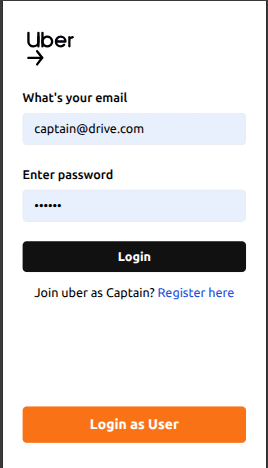 Uber
What's your email
captain@drive.com
Enter password
••••••
Login
Join uber as Captain? Register here
Login as User